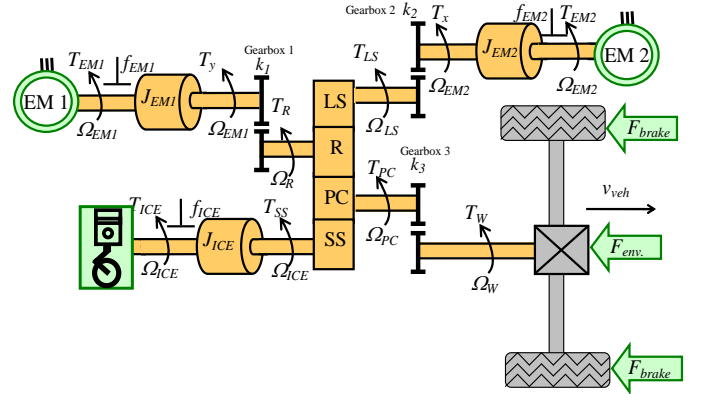 Gearbox 2 k2
Tx
fEM2
TEM2
TEM1
fEM1
Ty
Gearbox 1
k1
TLS
JEM2
EM 2
EM 1
JEM1
TR
LS
ΩEM2
ΩEM2
ΩEM1
ΩEM1
ΩLS
Fbrake
R
Gearbox 3
k3
ΩR
TPC
vveh
TICE
fICE
TSS
PC
TW
JICE
SS
ΩPC
Fenv.
ΩICE
ΩICE
ΩW
Fbrake